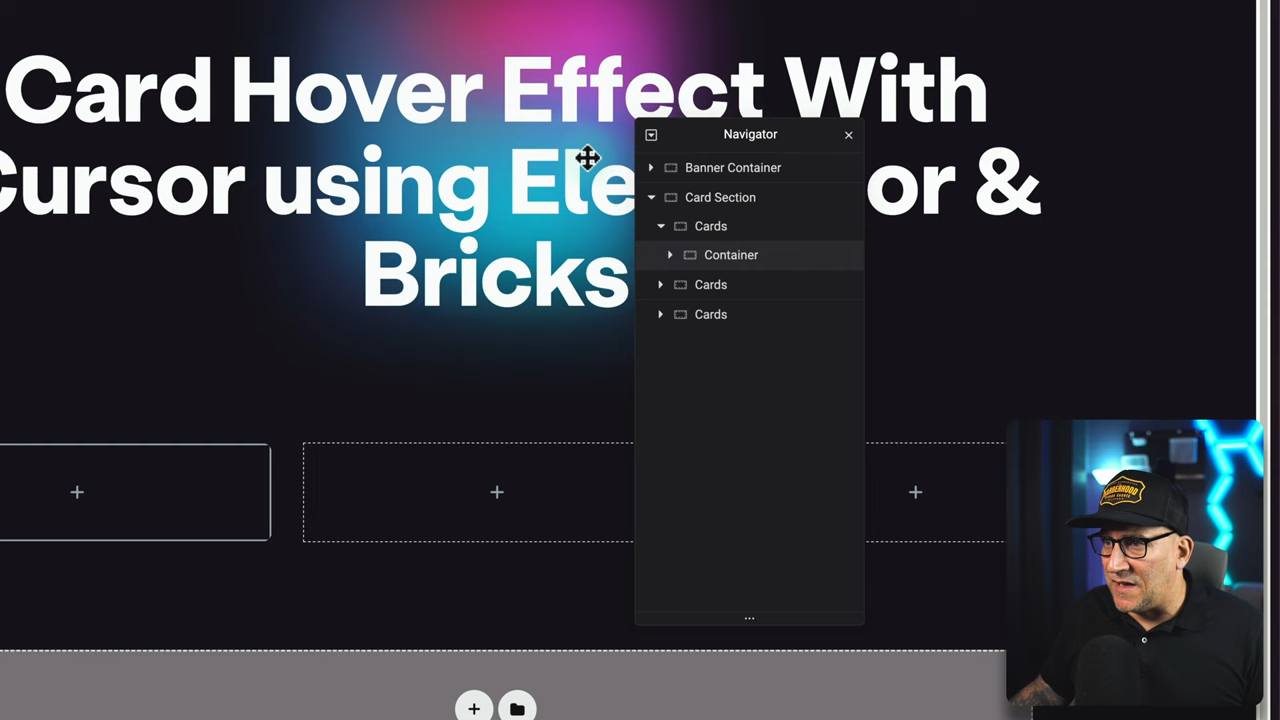 Card Hover Effect With
Cursor using Ele or &
Bricks
Navigator
Banner Container
Card Section
Cards
Container
Cards
Cards